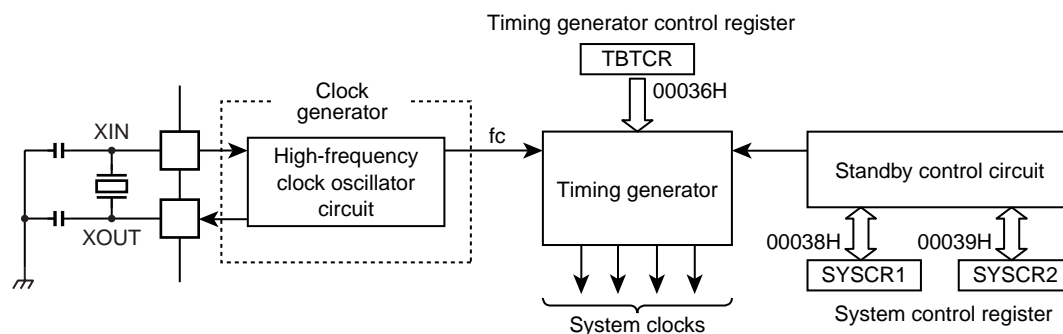 Timing generator control register
TBTCR
00036H
Clock
generator
XIN
fc
High-frequency
clock oscillator
circuit
Timing generator
Standby control circuit
XOUT
00038H
00039H
SYSCR1
SYSCR2
System clocks
System control register